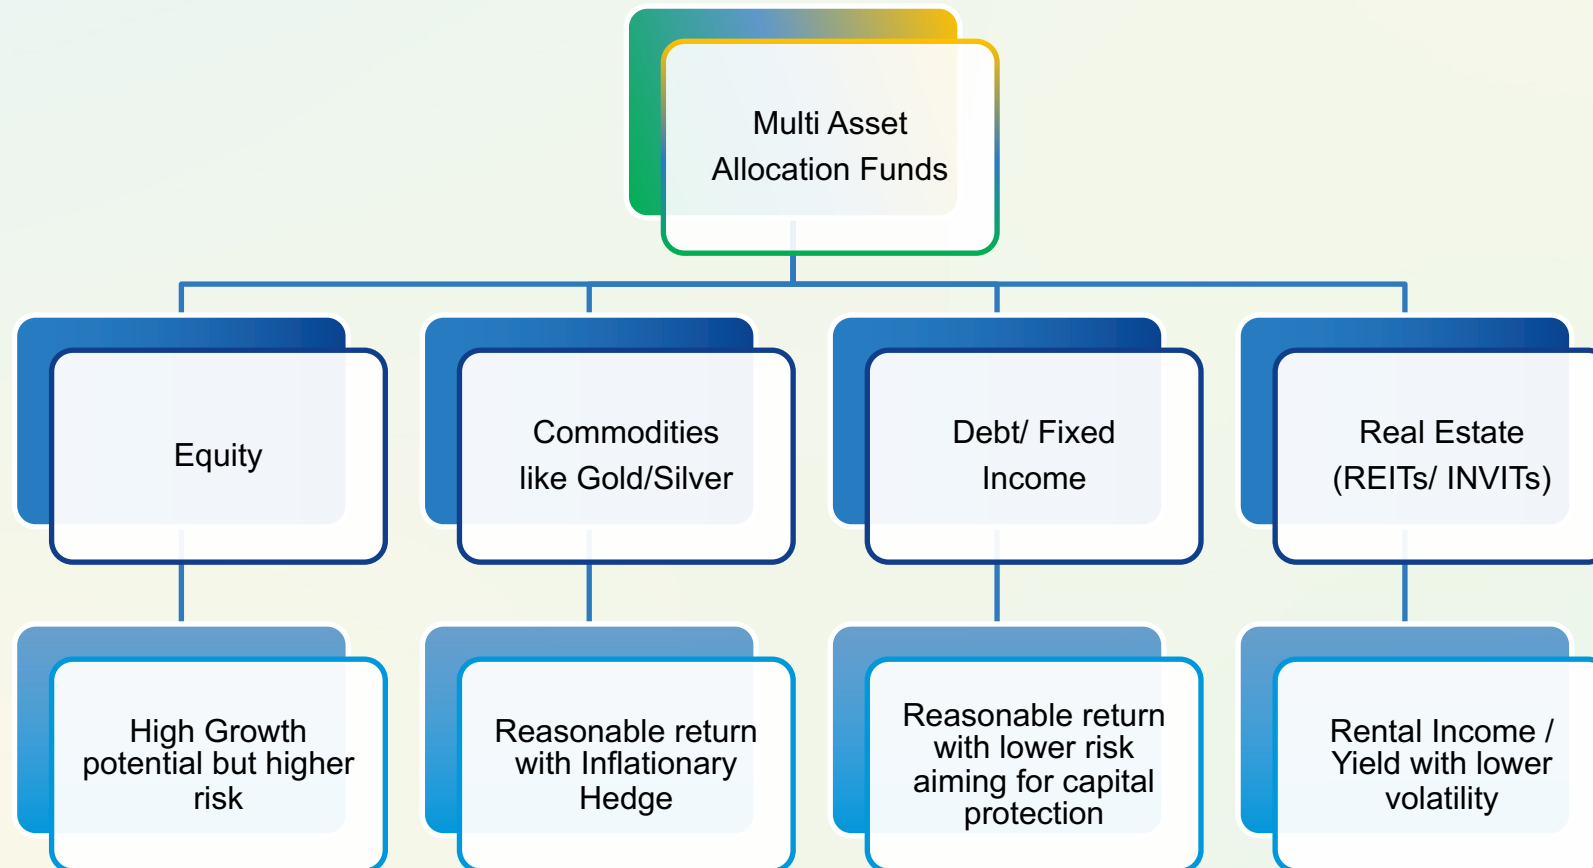 Multi Asset
Allocation Funds
Equity
Commodities
like Gold/Silver
Debt/ Fixed
Income
Real Estate
(REITs/ INVITs)
High Growth
potential but higher
risk
Reasonable return
with Inflationary
Hedge
Reasonable return
with lower risk
aiming for capital
protection
Rental Income /
Yield with lower
volatility